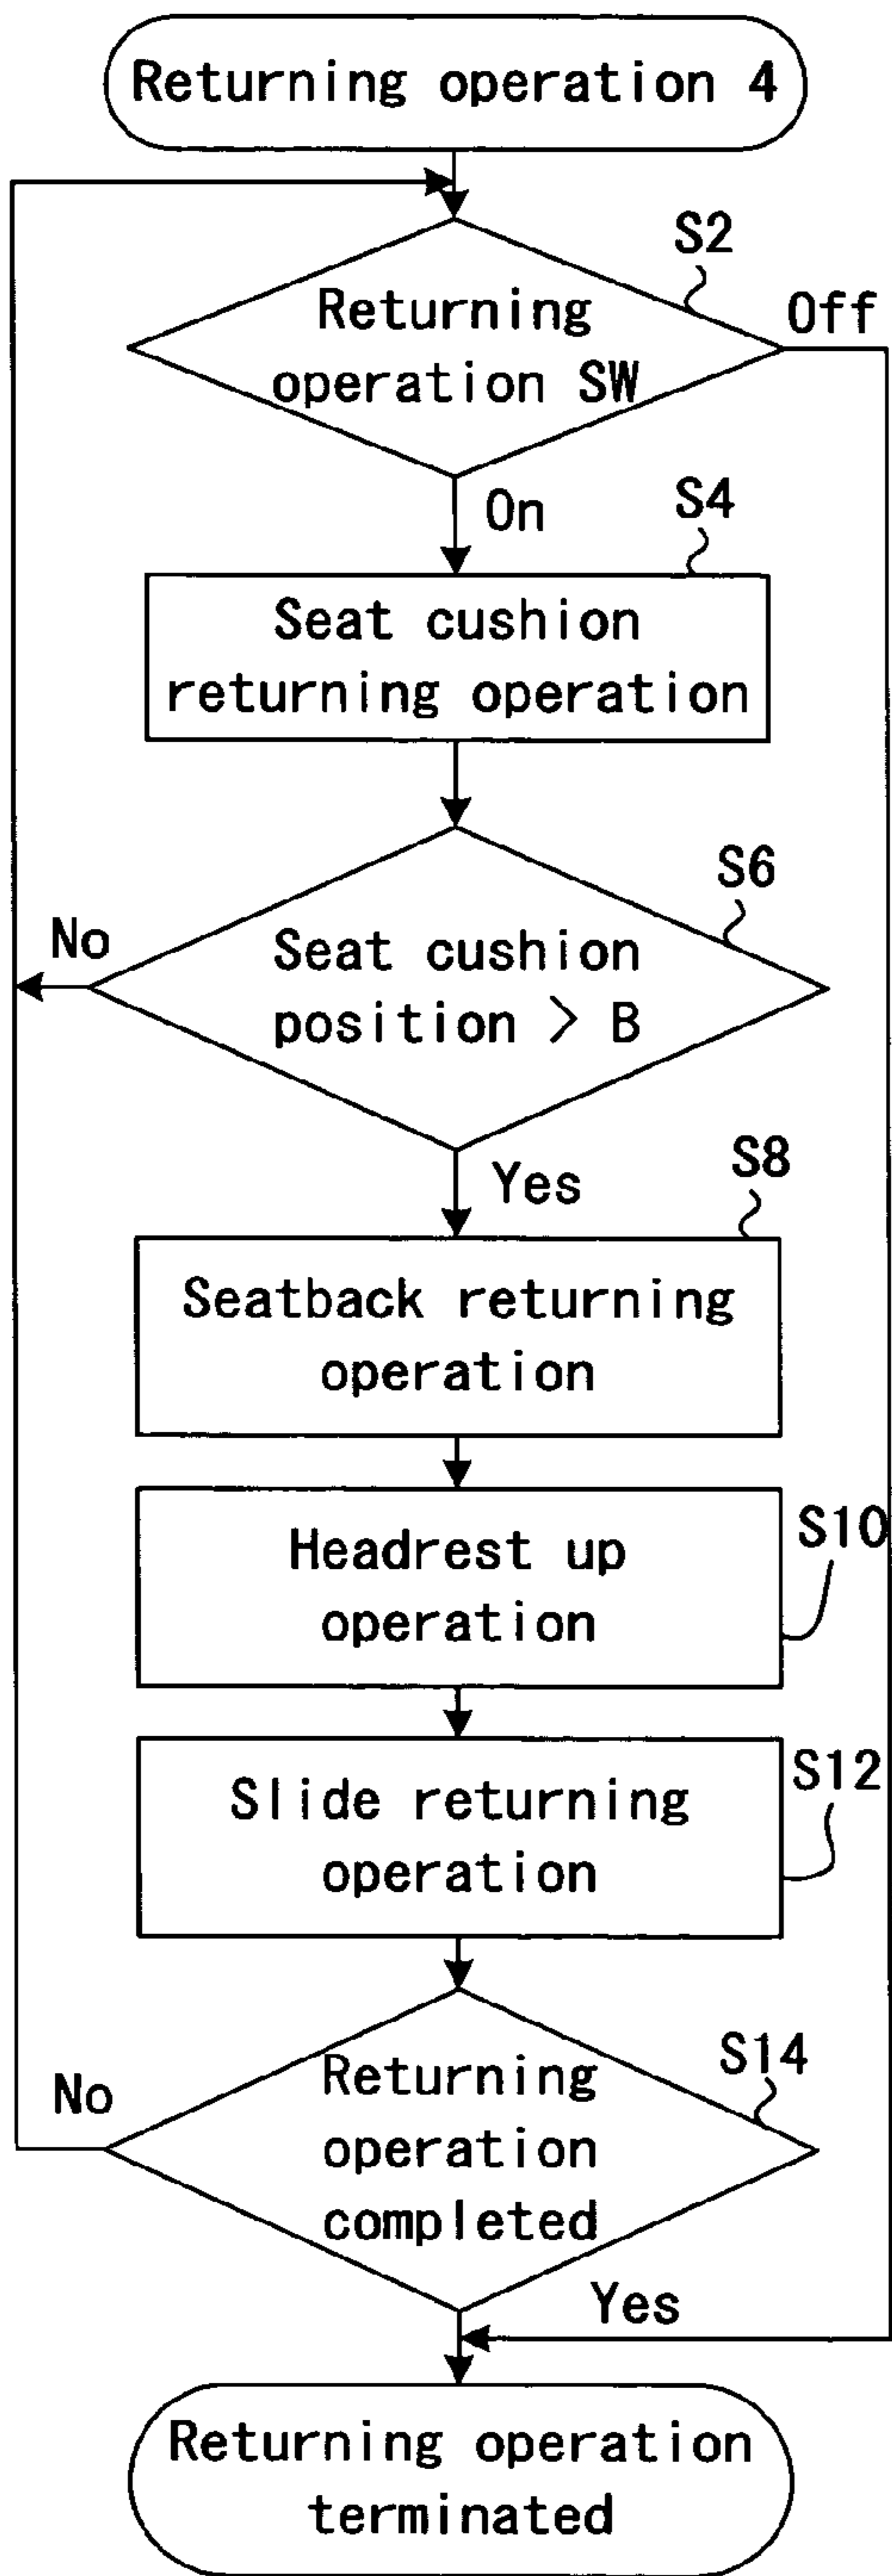 Returning operation 4
S2
Returning
operation SW
Off
On
S4
Seat cushion
returning operation
S6
No
Seat cushion
position > B
Yes
S8
Seatback returning
operation
S10
Headrest up
operation
S12
Slide returning
operation
S14
No
Returning
operation
completed
Yes
Returning operation
terminated